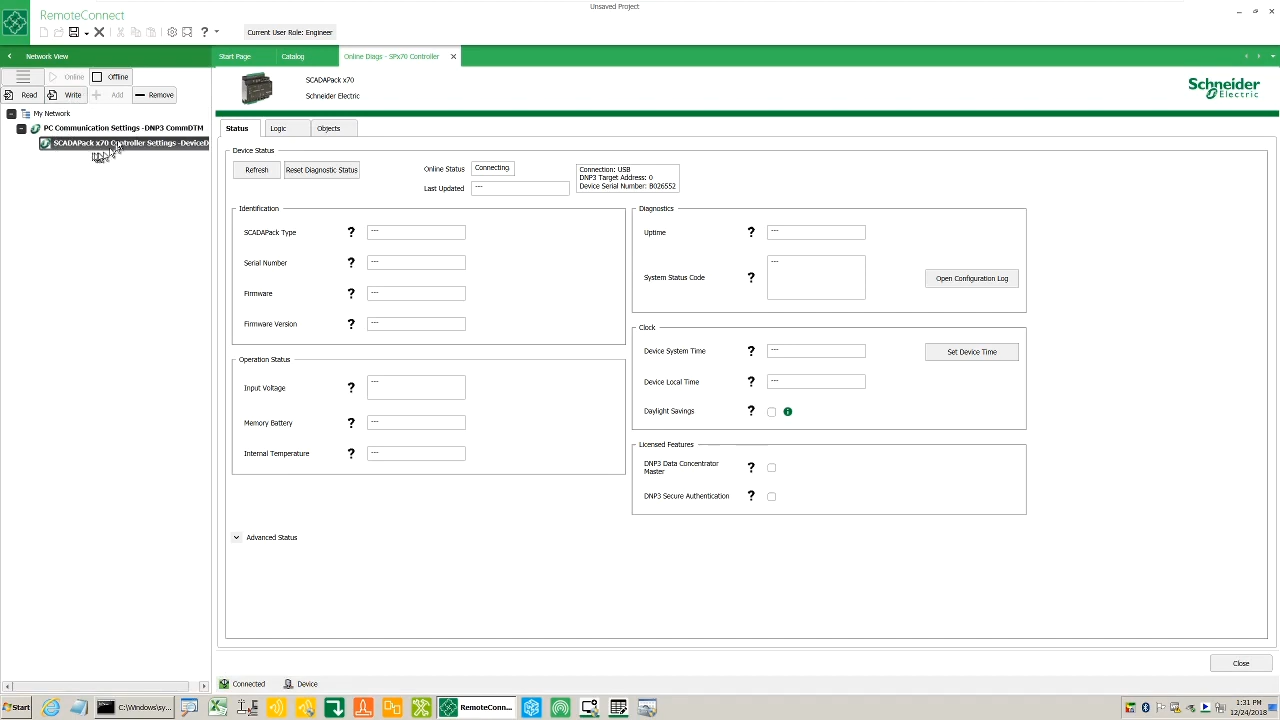 Unsaved Project
RemoteConnect
Current User Role: Engineer
Network View
Start Page
Catalog
Online Diags - SPx70 Controller
Online
Offline
Read
Write
Add
Remove
My Network
PC Communication Settings -DNP3 CommDTM
SCADAPack x70 Controller Settings -DeviceD
SCADAPack x70
Schneider Electric
Schneider
Electric
Status
Logic
Objects
Device Status
Refresh
Reset Diagnostic Status
Online Status
Connecting
Last Updated
---
Connection: USB
DNP3 Target Address: 0
Device Serial Number: B026552
Identification
SCADAPack Type ? ---
Serial Number ? ---
Firmware ? ---
Firmware Version ? ---
Operation Status
Input Voltage ? ---
Memory Battery ? ---
Internal Temperature ? ---
Diagnostics
Uptime ? ---
System Status Code ? ---
Open Configuration Log
Clock
Device System Time ? ---
Set Device Time
Device Local Time ? ---
Daylight Savings ?
Licensed Features
DNP3 Data Concentrator
Master ?
DNP3 Secure Authentication ?
Advanced Status
Close
Connected
Device
Start
C:\Windows\sy...
RemoteConn...
1:31 PM
12/24/2018